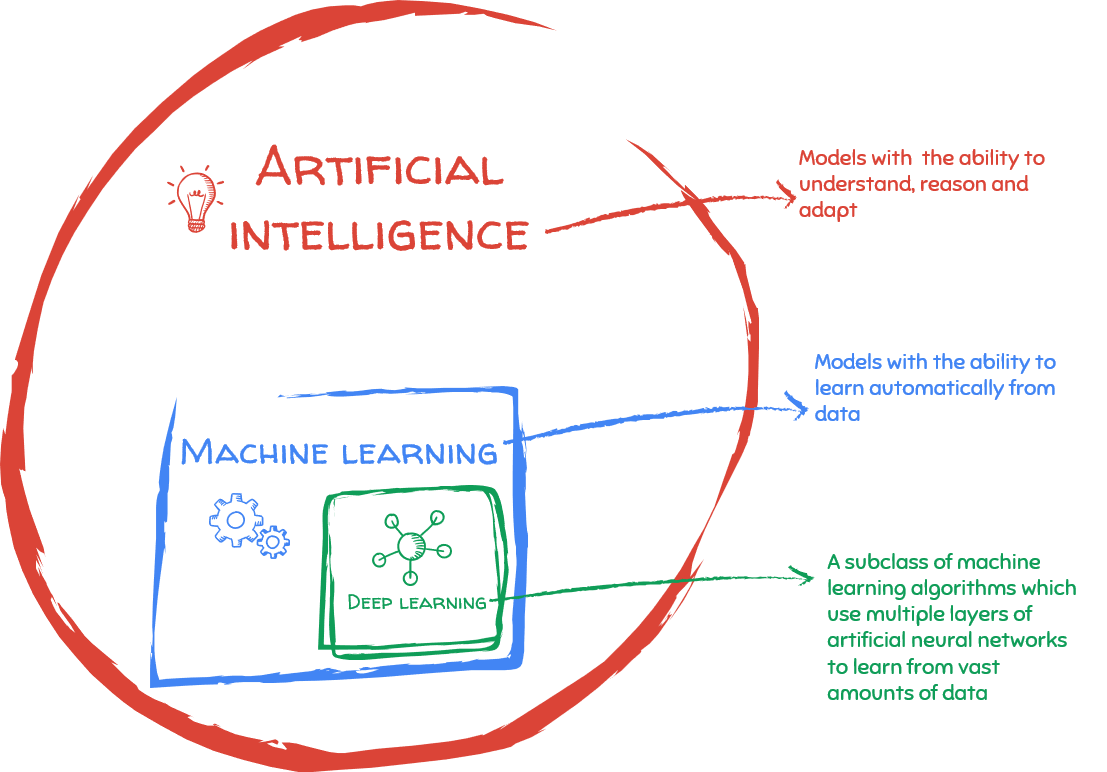 Artificial
intelligence
Models with the ability to
understand, reason and
adapt
Machine learning
Models with the ability to
learn automatically from
data
Deep learning
A subclass of machine
learning algorithms which
use multiple layers of
artificial neural networks
to learn from vast
amounts of data